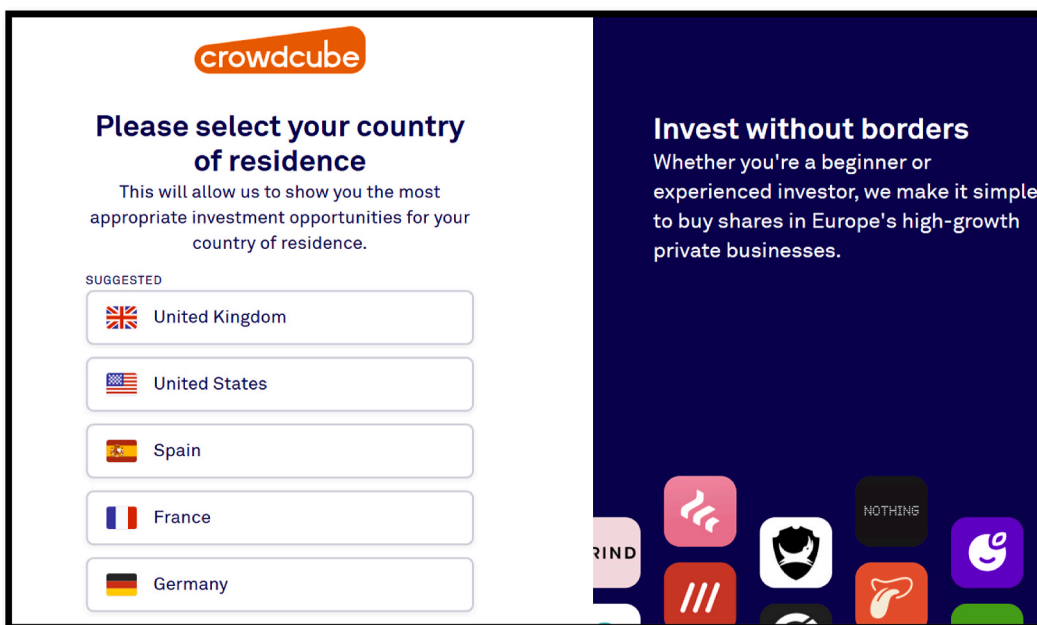 crowdcube
Please select your country
of residence
This will allow us to show you the most
appropriate investment opportunities for your
country of residence.
SUGGESTED
United Kingdom
United States
Spain
France
Germany
Invest without borders
Whether you're a beginner or
experienced investor, we make it simple
to buy shares in Europe's high-growth
private businesses.
NOTHING
RIND